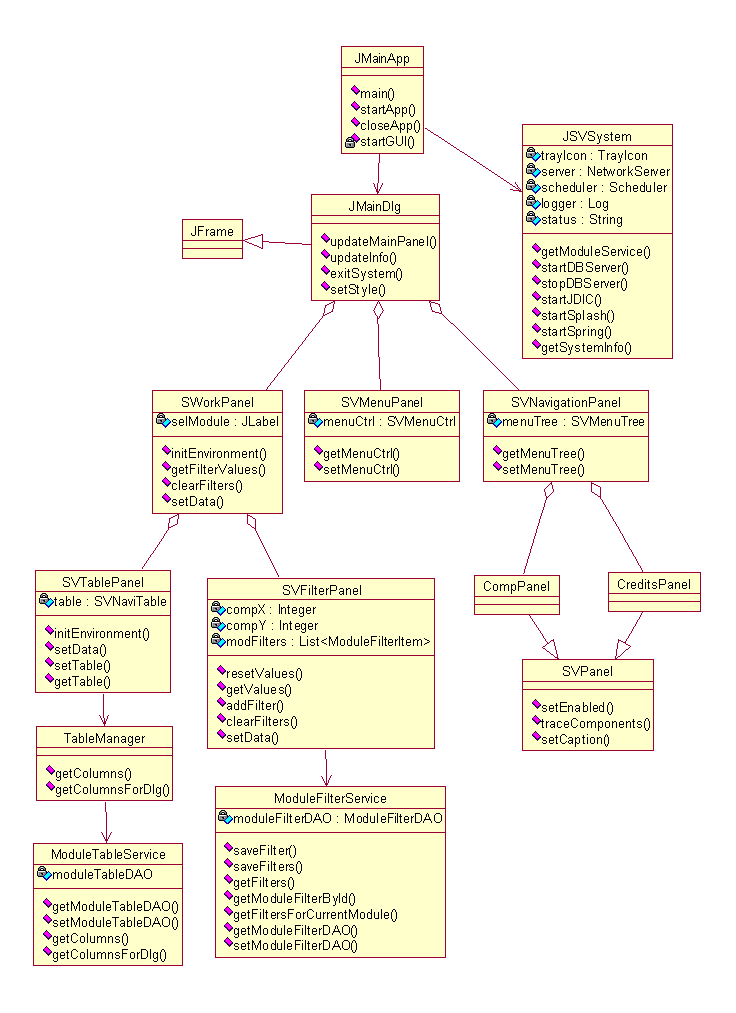 JMainApp
main()
startApp()
closeApp()
startGUI()
JSVSystem
trayIcon : TrayIcon
server : NetworkServer
scheduler : Scheduler
logger : Log
status : String
getModuleService()
startDBServer()
stopDBServer()
startJDIC()
startSplash()
startSpring()
getSystemInfo()
JMainDlg
updateMainPanel()
updateInfo()
exitSystem()
setStyle()
JFrame
SWorkPanel
selModule : JLabel
initEnvironment()
getFilterValues()
clearFilters()
setData()
SVMenuPanel
menuCtrl : SVMenuCtrl
getMenuCtrl()
setMenuCtrl()
SVNavigationPanel
menuTree : SVMenuTree
getMenuTree()
setMenuTree()
SVTablePanel
table : SVNaviTable
initEnvironment()
setData()
setTable()
getTable()
SVFilterPanel
compX : Integer
compY : Integer
modFilters : List<ModuleFilterItem>
resetValues()
getValues()
addFilter()
clearFilters()
setData()
CompPanel
CreditsPanel
SVPanel
setEnabled()
traceComponents()
setCaption()
TableManager
getColumns()
getColumnsForDlg()
ModuleFilterService
moduleFilterDAO : ModuleFilterDAO
saveFilter()
saveFilters()
getFilters()
getModuleFilterById()
getFiltersForCurrentModule()
getModuleFilterDAO()
setModuleFilterDAO()
ModuleTableService
moduleTableDAO
getModuleTableDAO()
setModuleTableDAO()
getColumns()
getColumnsForDlg()